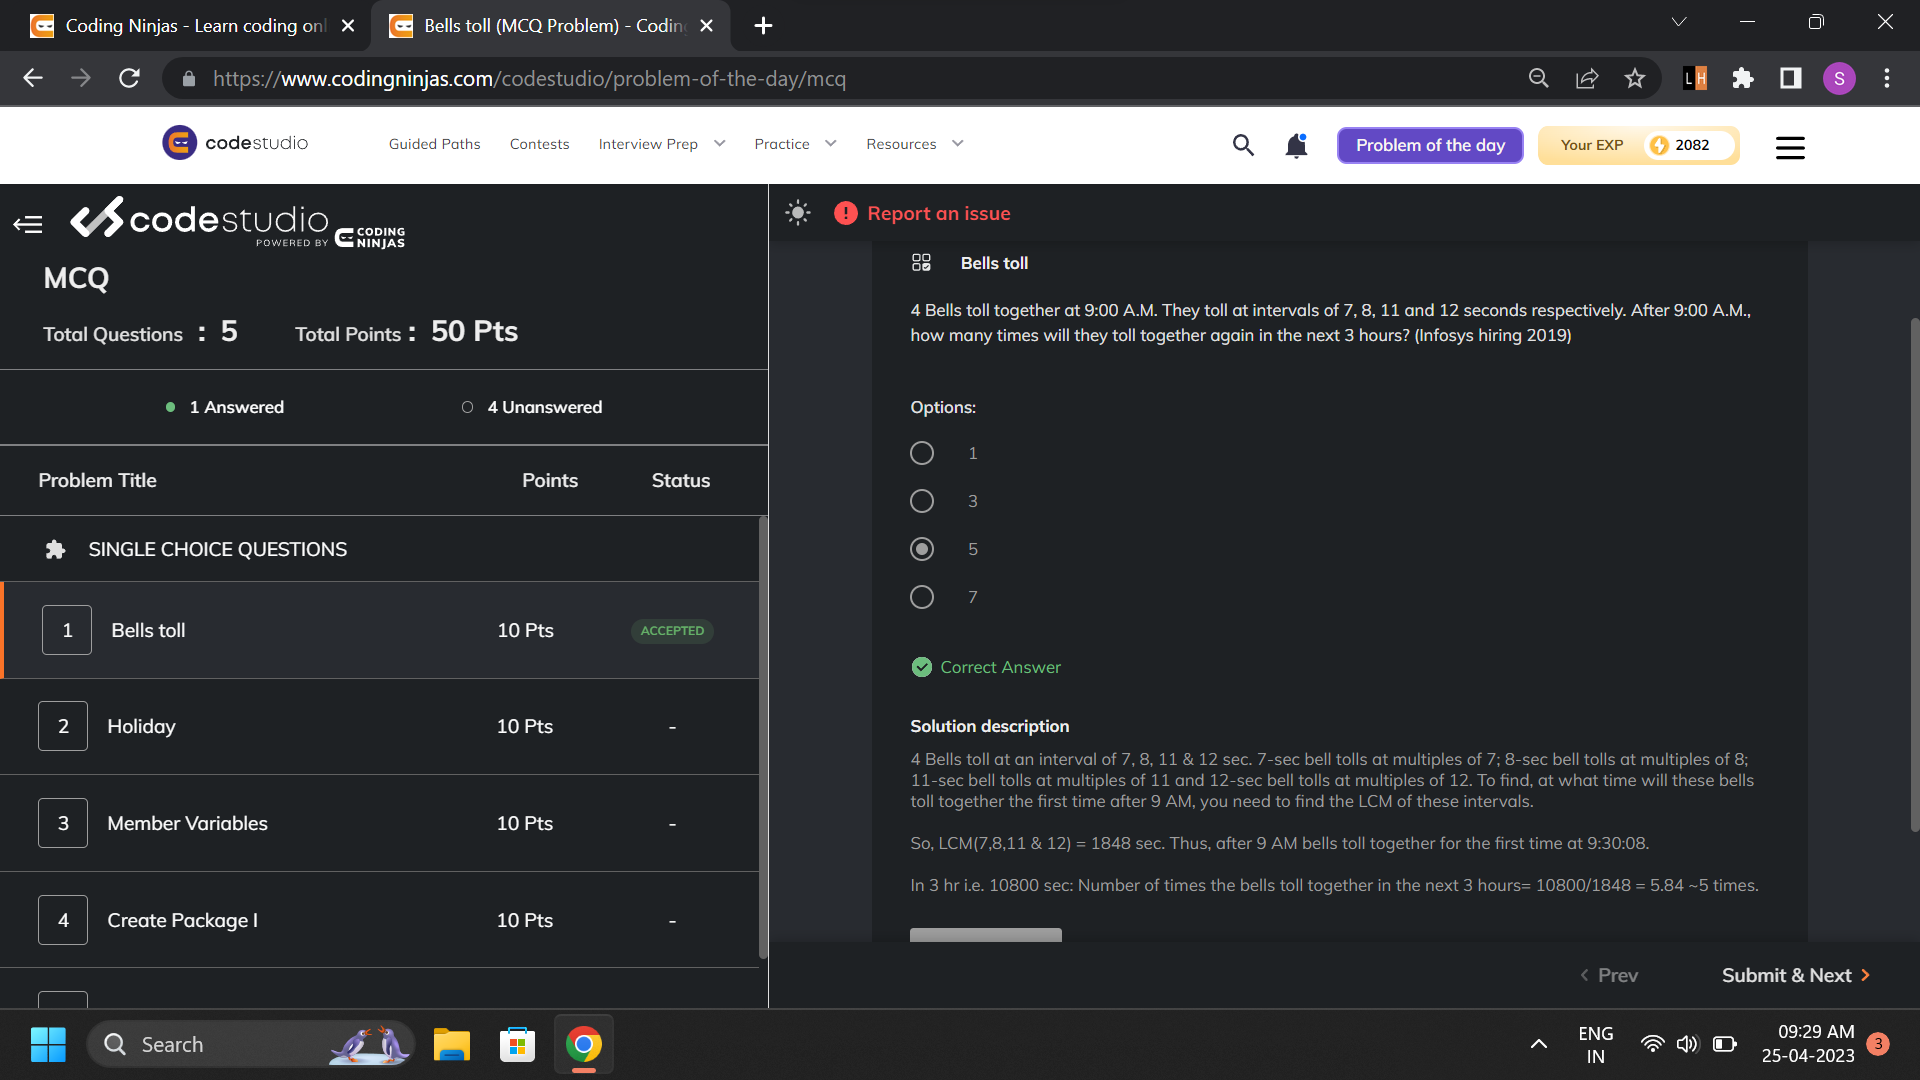 Coding Ninjas - Learn coding onl
Bells toll (MCQ Problem) - Coding
https://www.codingninjas.com/codestudio/problem-of-the-day/mcq
LH
S
codestudio
Guided Paths
Contests
Interview Prep
Practice
Resources
Problem of the day
Your EXP
2082
codestudio
POWERED BY CODING NINJAS
Report an issue
MCQ
Total Questions : 5
Total Points : 50 Pts
1 Answered
4 Unanswered
Problem Title
Points
Status
SINGLE CHOICE QUESTIONS
1 Bells toll 10 Pts ACCEPTED
2 Holiday 10 Pts -
3 Member Variables 10 Pts -
4 Create Package I 10 Pts -
Bells toll
4 Bells toll together at 9:00 A.M. They toll at intervals of 7, 8, 11 and 12 seconds respectively. After 9:00 A.M.,
how many times will they toll together again in the next 3 hours? (Infosys hiring 2019)
Options:
1
3
5
7
Correct Answer
Solution description
4 Bells toll at an interval of 7, 8, 11 & 12 sec. 7-sec bell tolls at multiples of 7; 8-sec bell tolls at multiples of 8;
11-sec bell tolls at multiples of 11 and 12-sec bell tolls at multiples of 12. To find, at what time will these bells
toll together the first time after 9 AM, you need to find the LCM of these intervals.
So, LCM(7,8,11 & 12) = 1848 sec. Thus, after 9 AM bells toll together for the first time at 9:30:08.
In 3 hr i.e. 10800 sec: Number of times the bells toll together in the next 3 hours= 10800/1848 = 5.84 ~5 times.
Prev
Submit & Next
Search
ENG
IN
09:29 AM
25-04-2023
3